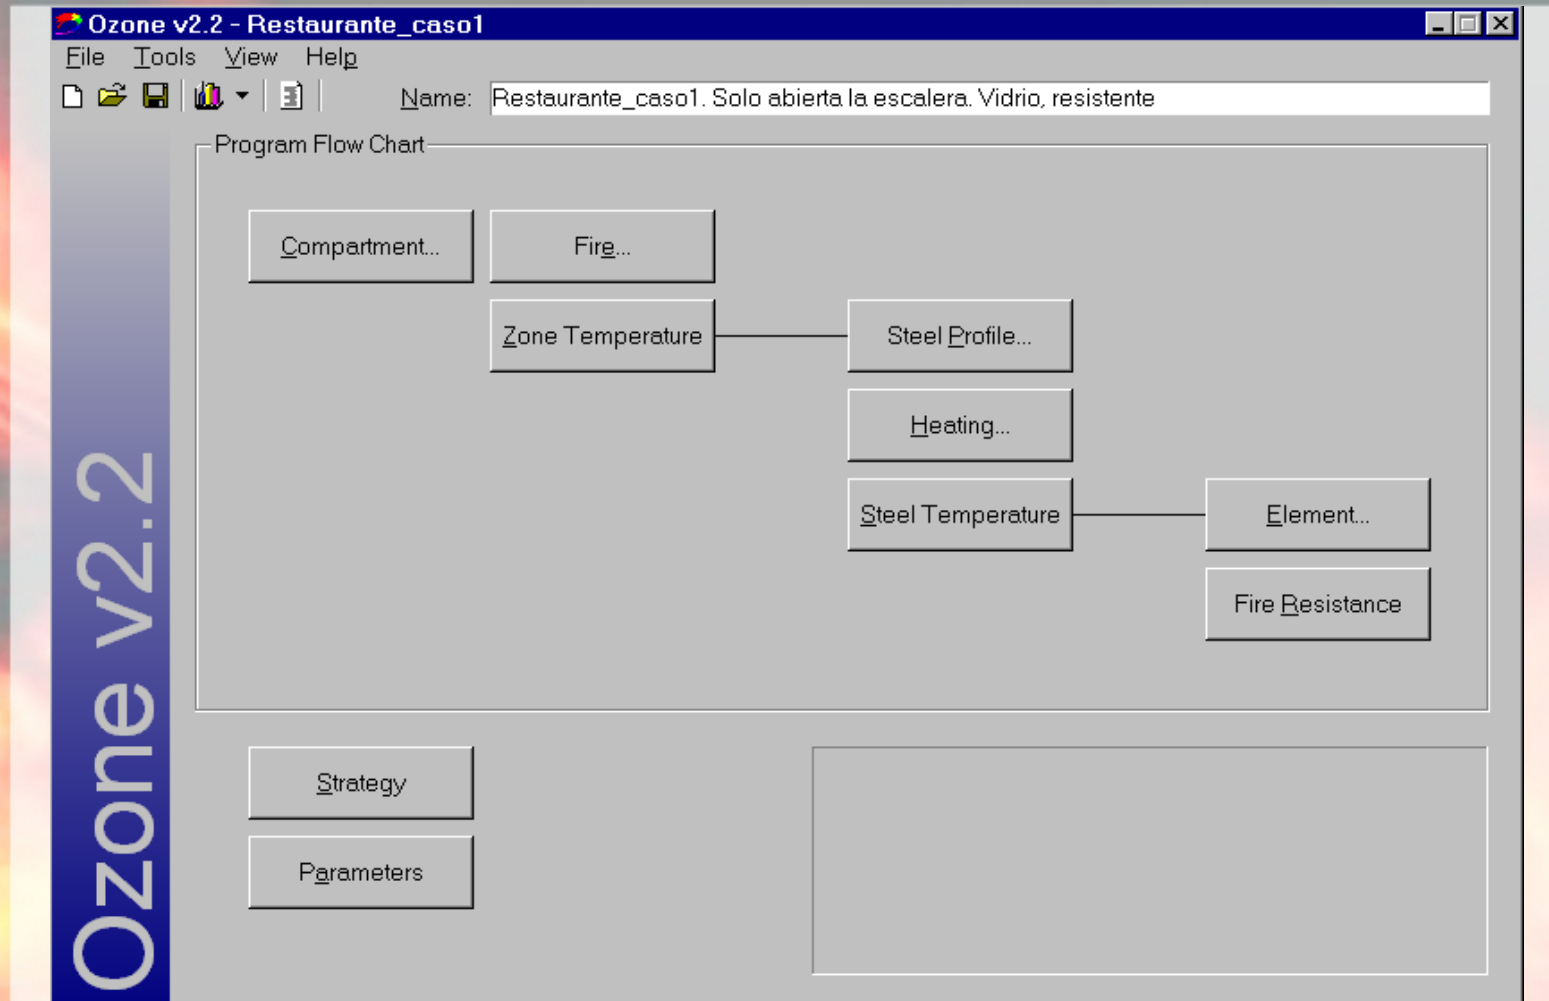 Ozone v2.2 - Restaurante_caso1
File Tools View Help
Name: Restaurante_caso1. Solo abierta la escalera. Vidrio, resistente
Program Flow Chart
Compartment... Fire...
Zone Temperature Steel Profile...
Heating...
Steel Temperature Element...
Fire Resistance
Strategy
Parameters
Ozone v2.2